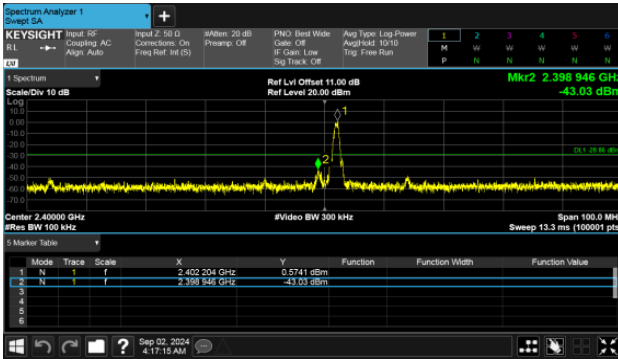 Spectrum Analyzer 1
Swept SA
+
KEYSIGHT Input: RF Input Z: 50 Ω #Atten: 20 dB PNO: Best Wide Avg Type: Log-Power 1 2 3 4 5 6
RL Coupling: AC Corrections: On Preamp: Off Gate: Off Avg|Hold: 10/10 M W W W W W
Align: Auto Freq Ref: Int (S) IF Gain: Low Trig: Free Run P N N N N N
Sig Track: Off
LXI
1 Spectrum
Scale/Div 10 dB
Ref Lvl Offset 11.00 dB
Ref Level 20.00 dBm
Mkr2 2.398 946 GHz
-43.03 dBm
Log
10.0
0.00
-10.0
-20.0
-30.0
-40.0
-50.0
-60.0
-70.0
1
2
DL1 -28.86 dBm
Center 2.40000 GHz #Video BW 300 kHz Span 100.0 MH
#Res BW 100 kHz Sweep 13.3 ms (100001 pts
5 Marker Table
Mode Trace Scale X Y Function Function Width Function Value
1 N 1 f 2.402 204 GHz 0.5741 dBm
2 N 1 f 2.398 946 GHz -43.03 dBm
3
4
5
6
? Sep 02, 2024
4:17:15 AM